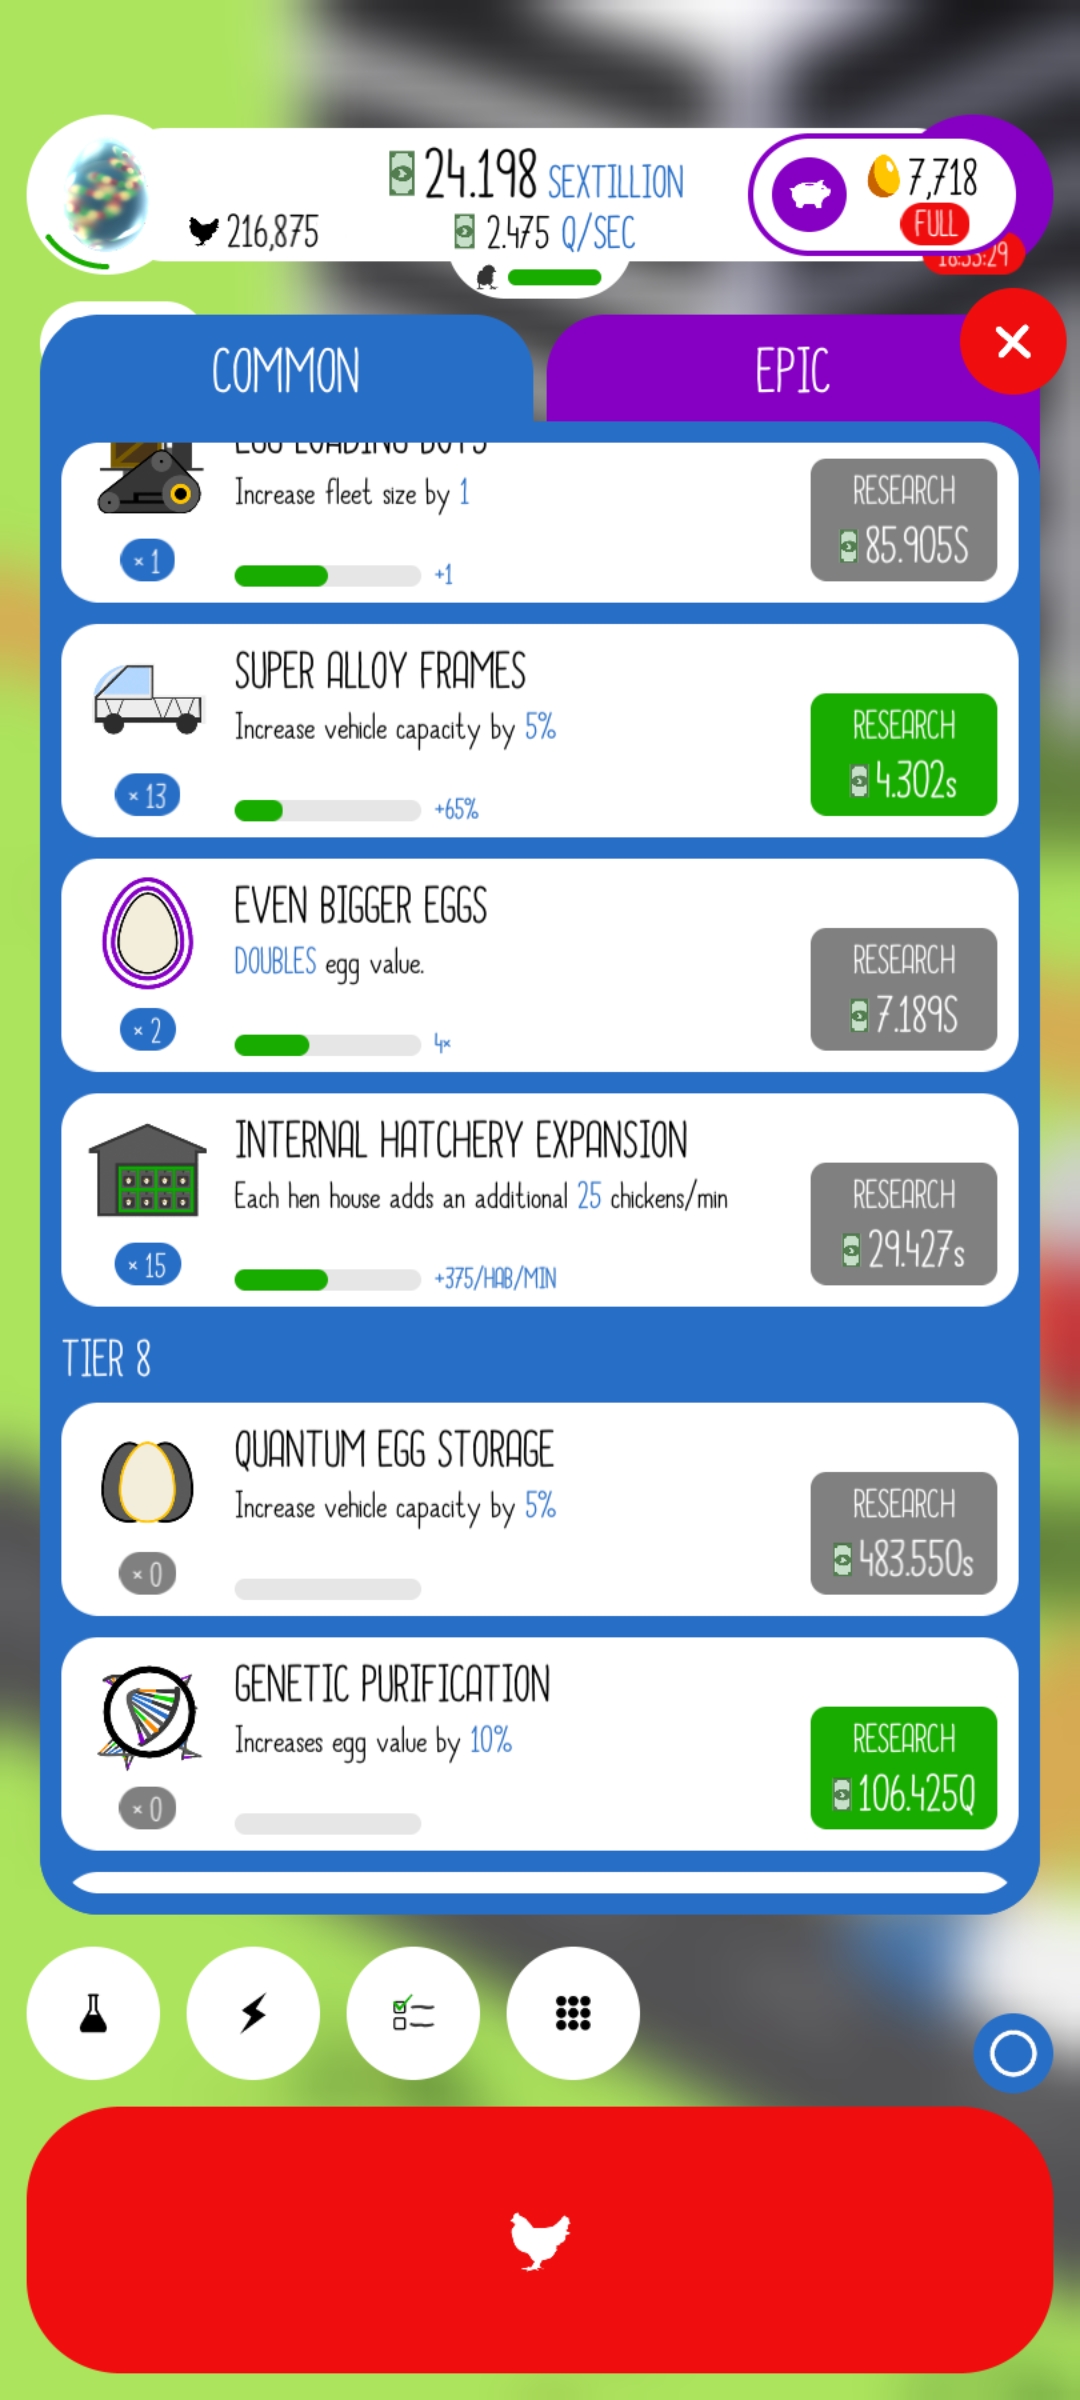 24.198 SEXTILLION
216,875
2.475 Q/SEC
7,718
FULL
16:53:29
COMMON
EPIC
EGG LOADING BOTS
Increase fleet size by 1
RESEARCH
85.905S
× 1
+1
SUPER ALLOY FRAMES
Increase vehicle capacity by 5%
RESEARCH
4.302s
× 13
+65%
EVEN BIGGER EGGS
DOUBLES egg value.
RESEARCH
7.189S
× 2
4×
INTERNAL HATCHERY EXPANSION
Each hen house adds an additional 25 chickens/min
RESEARCH
29.427s
× 15
+375/HAB/MIN
TIER 8
QUANTUM EGG STORAGE
Increase vehicle capacity by 5%
RESEARCH
483.550s
× 0
GENETIC PURIFICATION
Increases egg value by 10%
RESEARCH
106.425Q
× 0